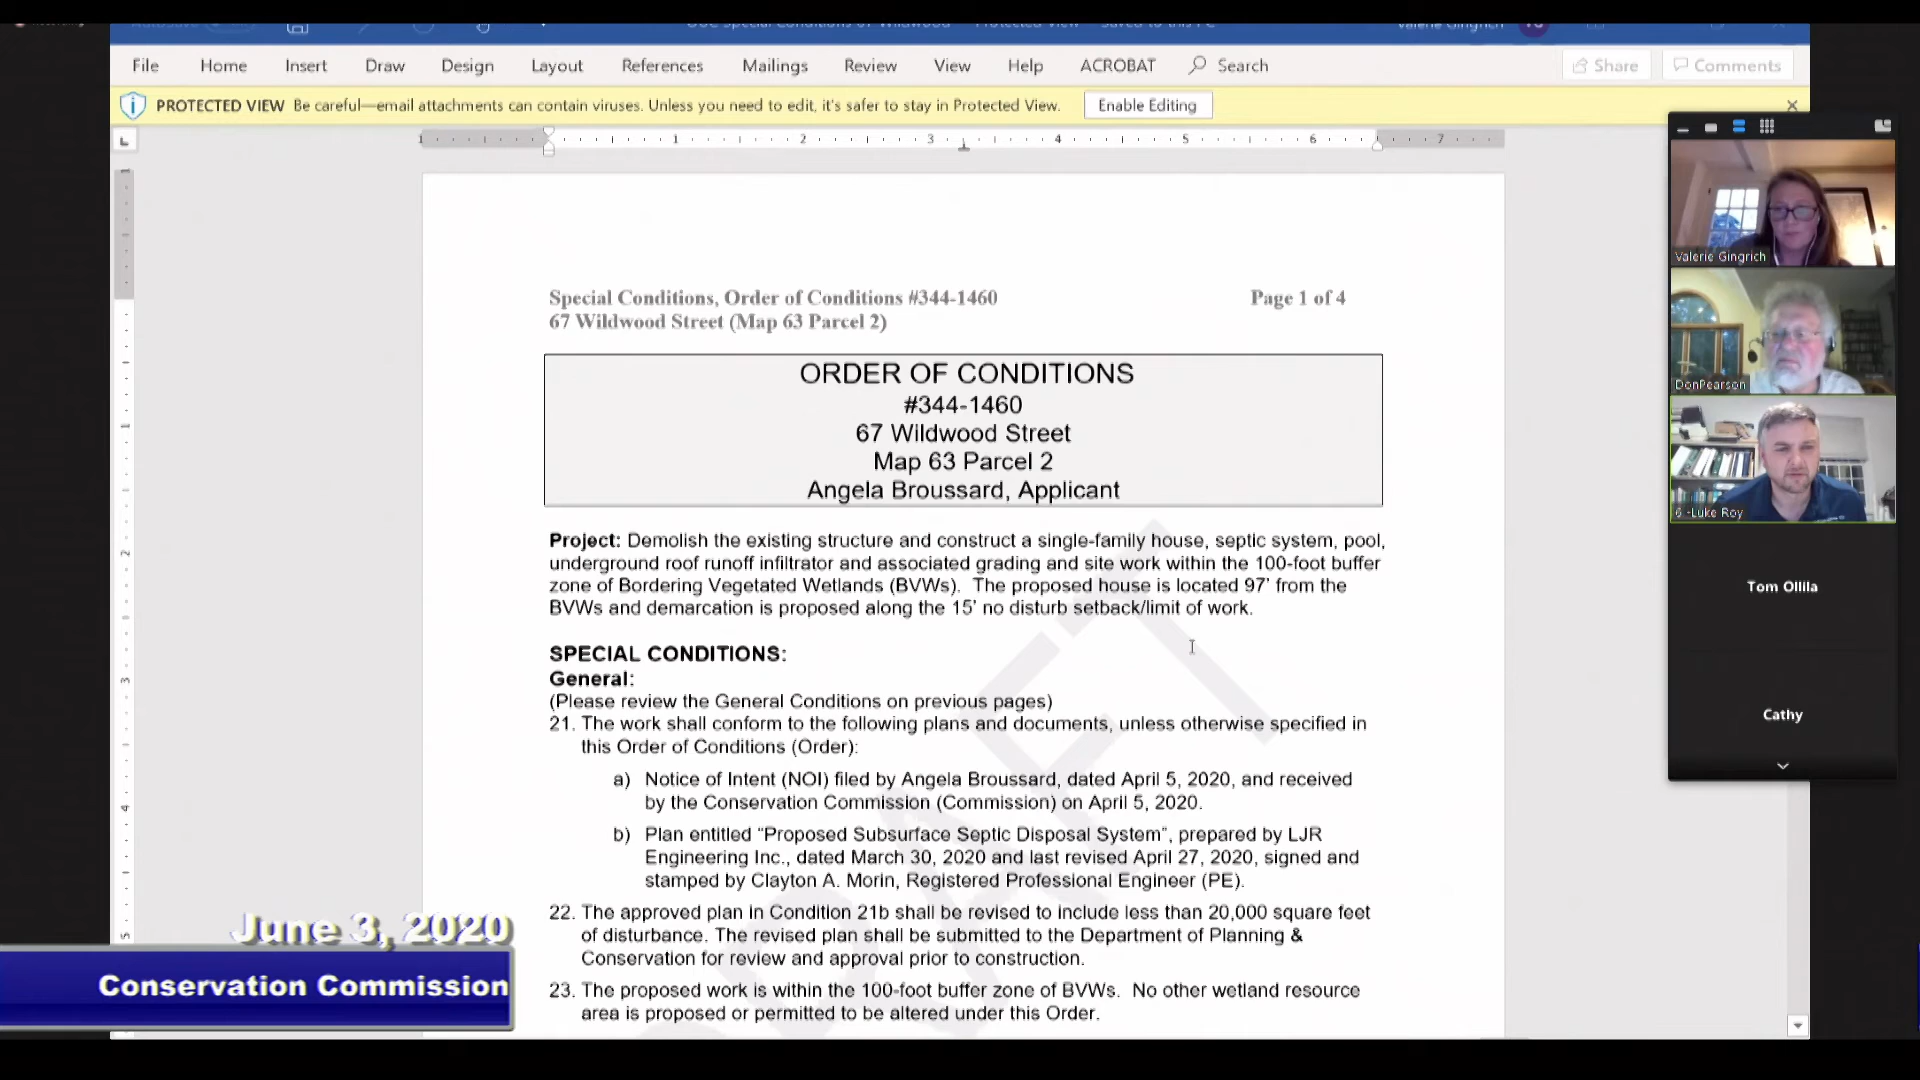 File Home Insert Draw Design Layout References Mailings Review View Help ACROBAT Search Share Comments
PROTECTED VIEW Be careful—email attachments can contain viruses. Unless you need to edit, it's safer to stay in Protected View. Enable Editing
1 1 2 3 4 5 6 7
Special Conditions, Order of Conditions #344-1460 Page 1 of 4
67 Wildwood Street (Map 63 Parcel 2)
ORDER OF CONDITIONS
#344-1460
67 Wildwood Street
Map 63 Parcel 2
Angela Broussard, Applicant
Project: Demolish the existing structure and construct a single-family house, septic system, pool,
underground roof runoff infiltrator and associated grading and site work within the 100-foot buffer
zone of Bordering Vegetated Wetlands (BVWs). The proposed house is located 97' from the
BVWs and demarcation is proposed along the 15' no disturb setback/limit of work.
SPECIAL CONDITIONS:
General:
(Please review the General Conditions on previous pages)
21. The work shall conform to the following plans and documents, unless otherwise specified in
this Order of Conditions (Order):
a) Notice of Intent (NOI) filed by Angela Broussard, dated April 5, 2020, and received
by the Conservation Commission (Commission) on April 5, 2020.
b) Plan entitled "Proposed Subsurface Septic Disposal System", prepared by LJR
Engineering Inc., dated March 30, 2020 and last revised April 27, 2020, signed and
stamped by Clayton A. Morin, Registered Professional Engineer (PE).
22. The approved plan in Condition 21b shall be revised to include less than 20,000 square feet
of disturbance. The revised plan shall be submitted to the Department of Planning &
Conservation for review and approval prior to construction.
23. The proposed work is within the 100-foot buffer zone of BVWs. No other wetland resource
area is proposed or permitted to be altered under this Order.
DRAFT
Valerie Gingrich
DonPearson
6 -Luke Roy
Tom Ollila
Cathy
June 3, 2020
Conservation Commission